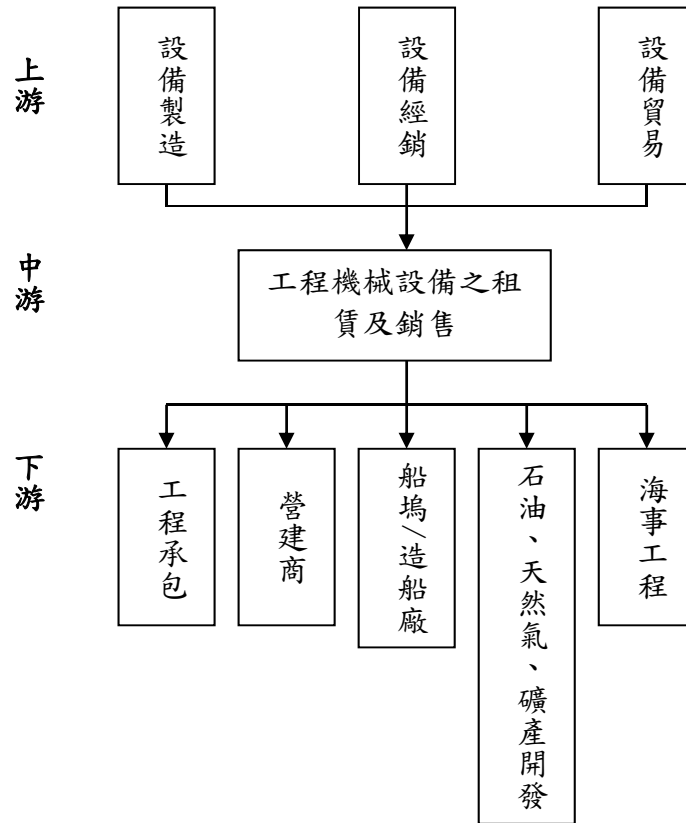 上游
設備製造
設備經銷
設備貿易
中游
工程機械設備之租
賃及銷售
下游
工程承包
營建商
船塢/造船廠
石油、天然氣、礦產開發
海事工程